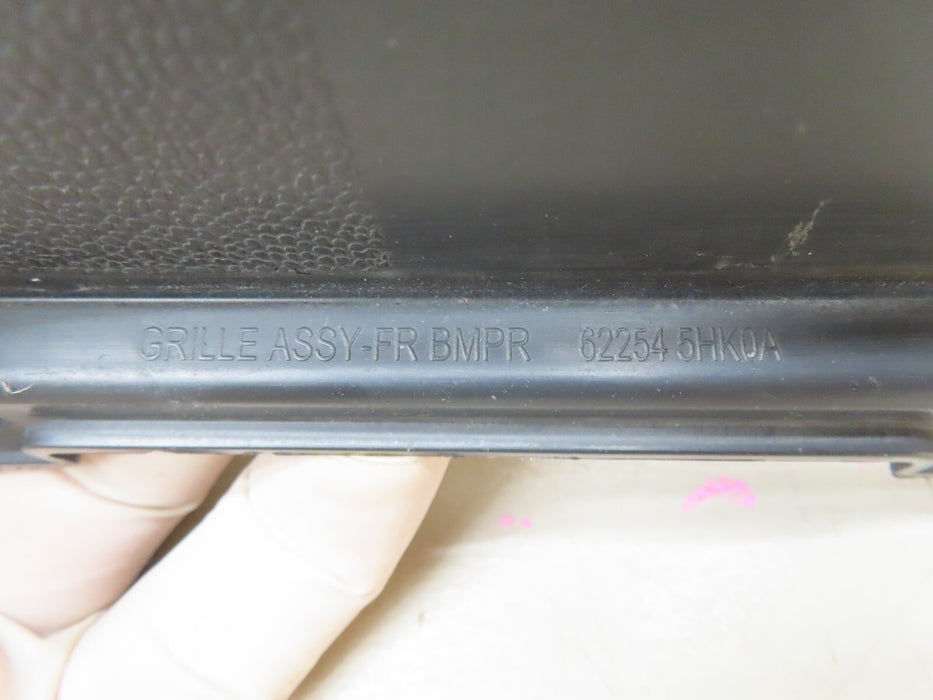 GRILLE ASSY-FR BMPR 62254 5HK0A